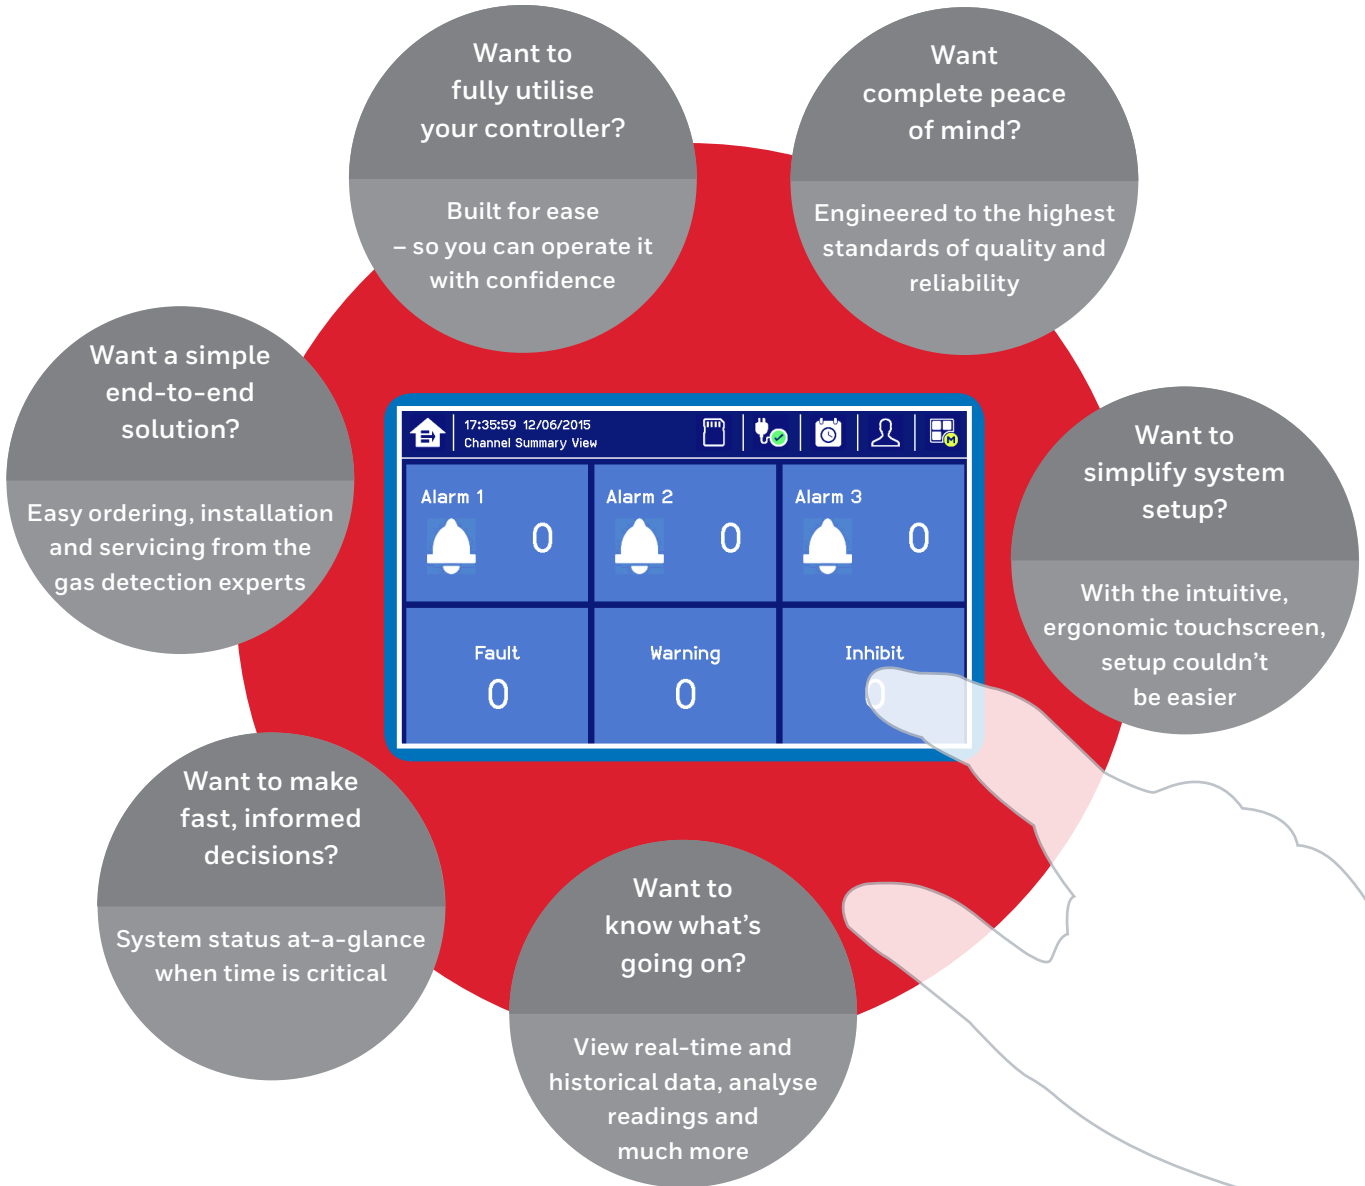 Want to
fully utilise
your controller?
Built for ease
– so you can operate it
with confidence
Want
complete peace
of mind?
Engineered to the highest
standards of quality and
reliability
Want a simple
end-to-end
solution?
Easy ordering, installation
and servicing from the
gas detection experts
17:35:59 12/06/2015
Channel Summary View
M
Alarm 1
0
Alarm 2
0
Alarm 3
0
Fault
0
Warning
0
Inhibit
0
Want to
simplify system
setup?
With the intuitive,
ergonomic touchscreen,
setup couldn't
be easier
Want to make
fast, informed
decisions?
System status at-a-glance
when time is critical
Want to
know what's
going on?
View real-time and
historical data, analyse
readings and
much more